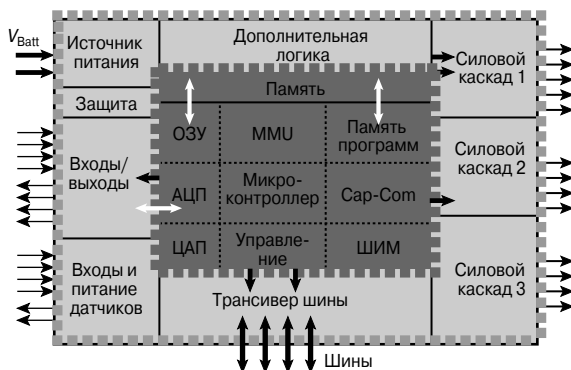 V_Batt
Источник
питания
Дополнительная
логика
Силовой
каскад 1
Защита
Память
ОЗУ
MMU
Память
программ
Входы/
выходы
АЦП
Микро-
контроллер
Cap-Com
Силовой
каскад 2
ЦАП
Управле-
ние
ШИМ
Входы и
питание
датчиков
Трансивер шины
Силовой
каскад 3
Шины